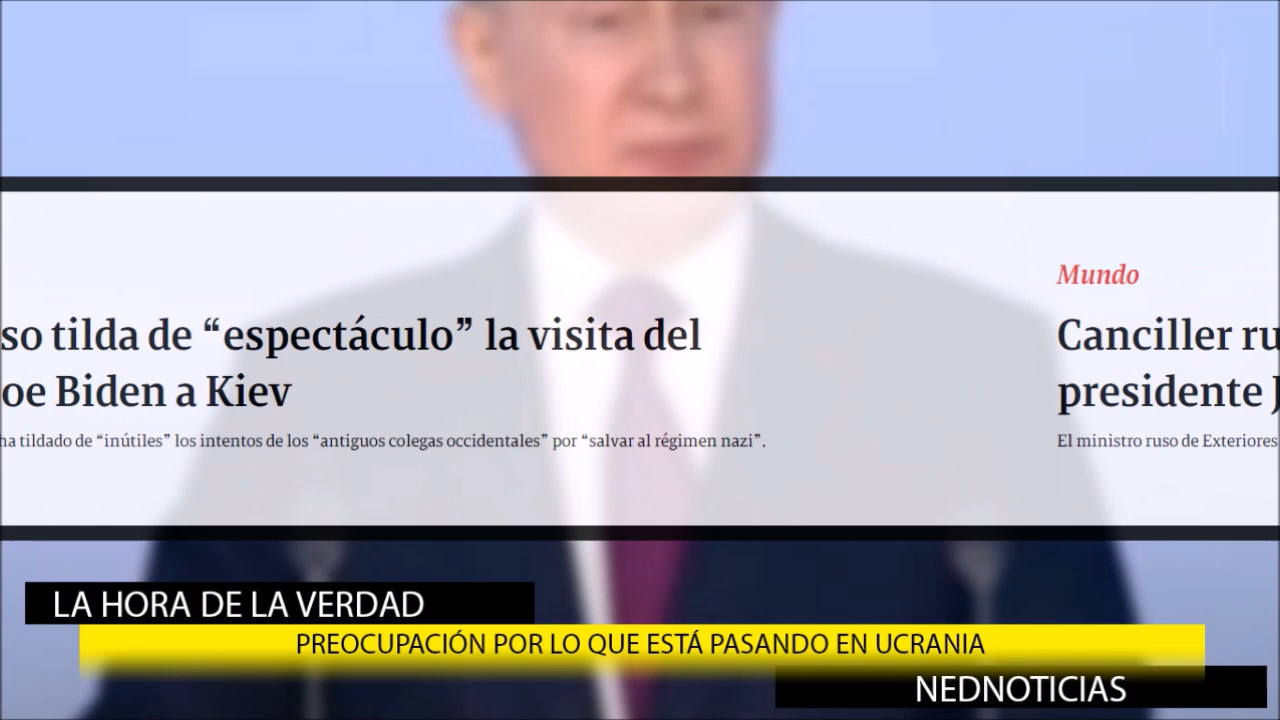 so tilda de “espectáculo” la visita del
oe Biden a Kiev
ha tildado de “inútiles” los intentos de los “antiguos colegas occidentales” por “salvar al régimen nazi”.
Mundo
Canciller ru
presidente J
El ministro ruso de Exteriores
LA HORA DE LA VERDAD
PREOCUPACIÓN POR LO QUE ESTÁ PASANDO EN UCRANIA
NEDNOTICIAS